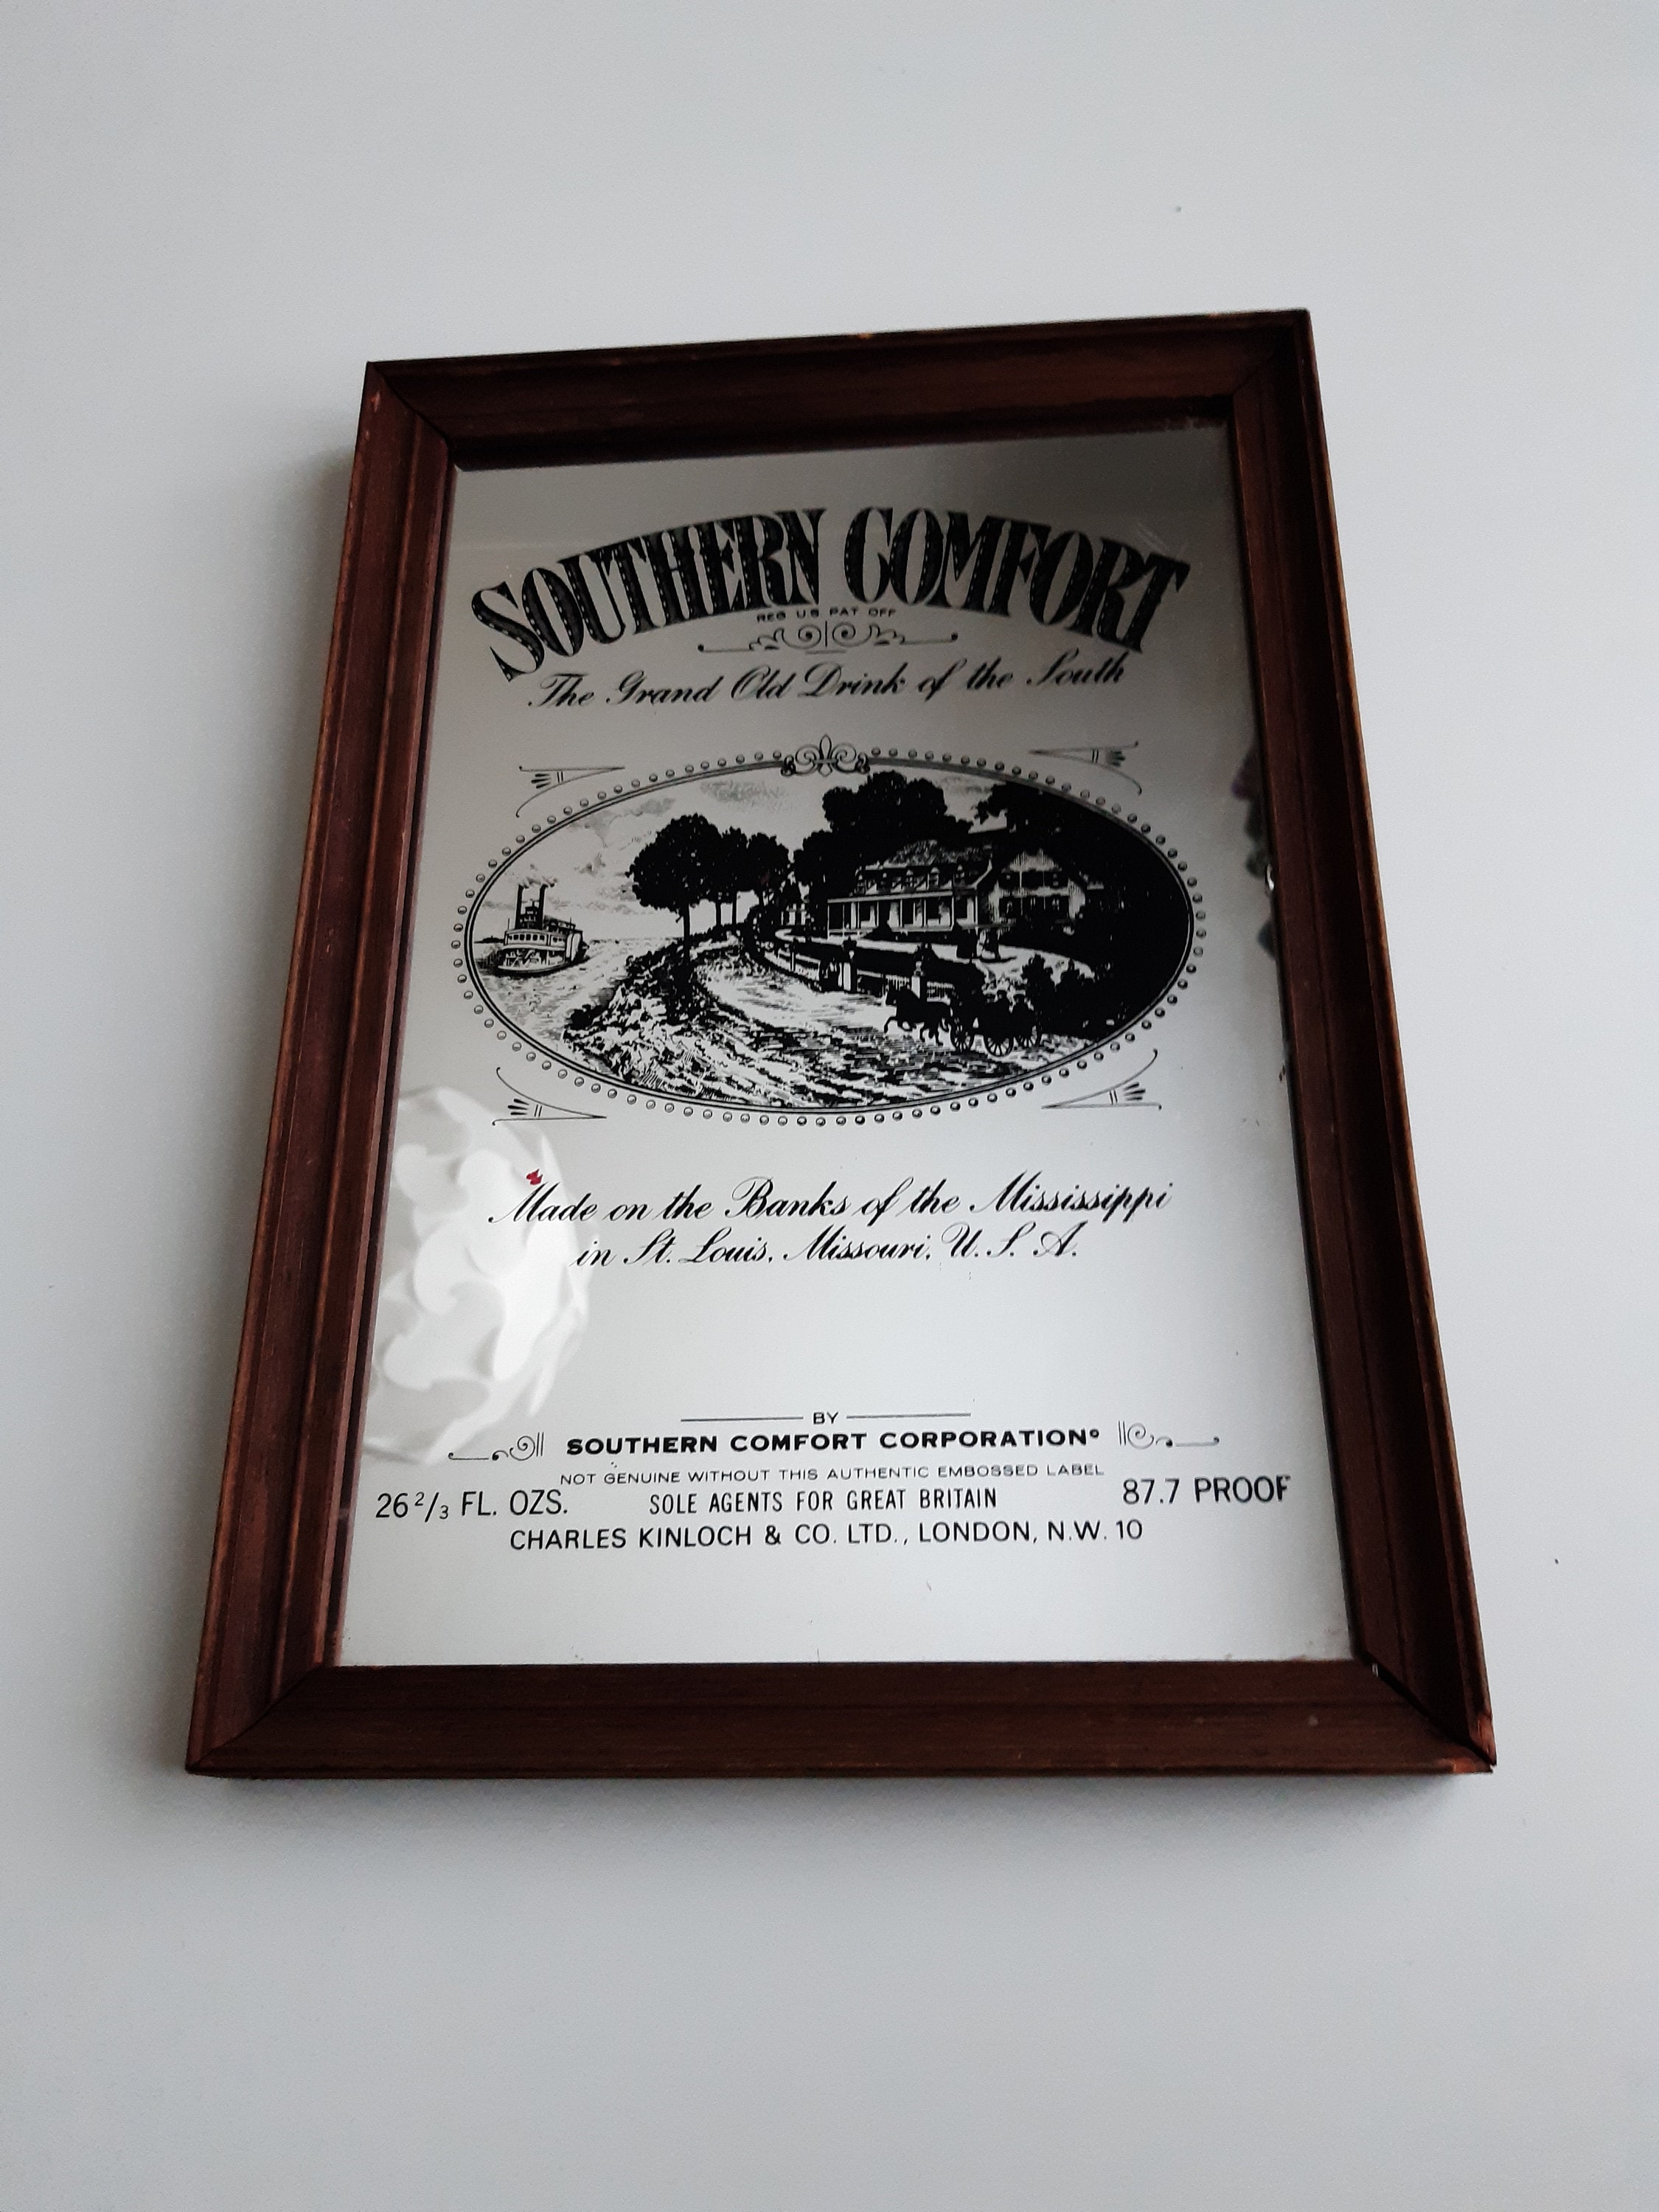 SOUTHERN COMFORT
REG US PAT OFF
The Grand Old Drink of the South
Made on the Banks of the Mississippi
in St. Louis, Missouri, U. S. A.
BY
SOUTHERN COMFORT CORPORATION®
NOT GENUINE WITHOUT THIS AUTHENTIC EMBOSSED LABEL
26 2/3 FL. OZS. SOLE AGENTS FOR GREAT BRITAIN 87.7 PROOF
CHARLES KINLOCH & CO. LTD., LONDON, N.W. 10